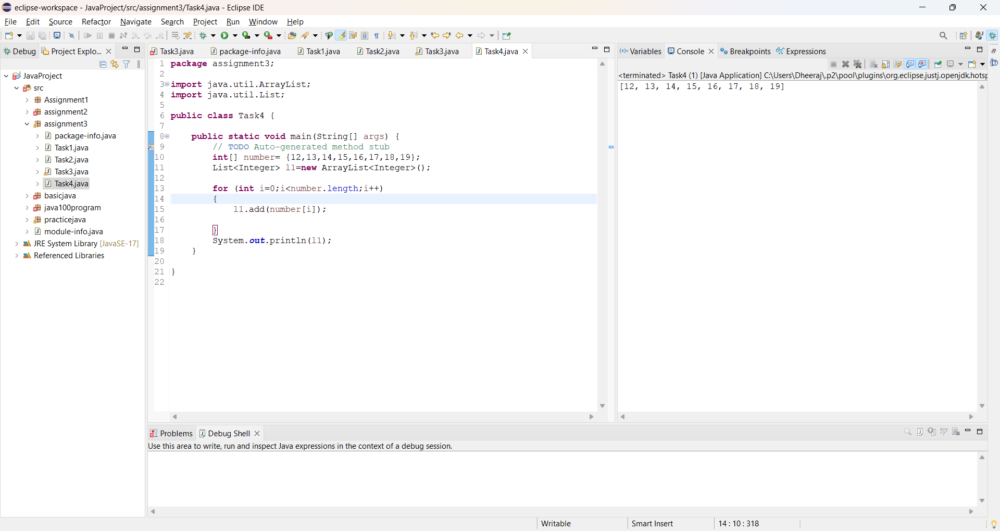 eclipse-workspace - JavaProject/src/assignment3/Task4.java - Eclipse IDE
File Edit Source Refactor Navigate Search Project Run Window Help
Debug Project Explo...
Task3.java package-info.java Task1.java Task2.java Task3.java Task4.java
(x)= Variables Console Breakpoints Expressions
JavaProject
src
Assignment1
assignment2
assignment3
package-info.java
Task1.java
Task2.java
Task3.java
Task4.java
basicjava
java100program
practicejava
module-info.java
JRE System Library [JavaSE-17]
Referenced Libraries
1 package assignment3;
2
3 import java.util.ArrayList;
4 import java.util.List;
5
6 public class Task4 {
7
8 public static void main(String[] args) {
9 // TODO Auto-generated method stub
10 int[] number= {12,13,14,15,16,17,18,19};
11 List<Integer> l1=new ArrayList<Integer>();
12
13 for (int i=0;i<number.length;i++)
14 {
15 l1.add(number[i]);
16
17 }
18 System.out.println(l1);
19 }
20
21 }
22
<terminated> Task4 (1) [Java Application] C:\Users\Dheeraj\.p2\pool\plugins\org.eclipse.justj.openjdk.hotsp
[12, 13, 14, 15, 16, 17, 18, 19]
Problems Debug Shell
Use this area to write, run and inspect Java expressions in the context of a debug session.
Writable Smart Insert 14 : 10 : 318